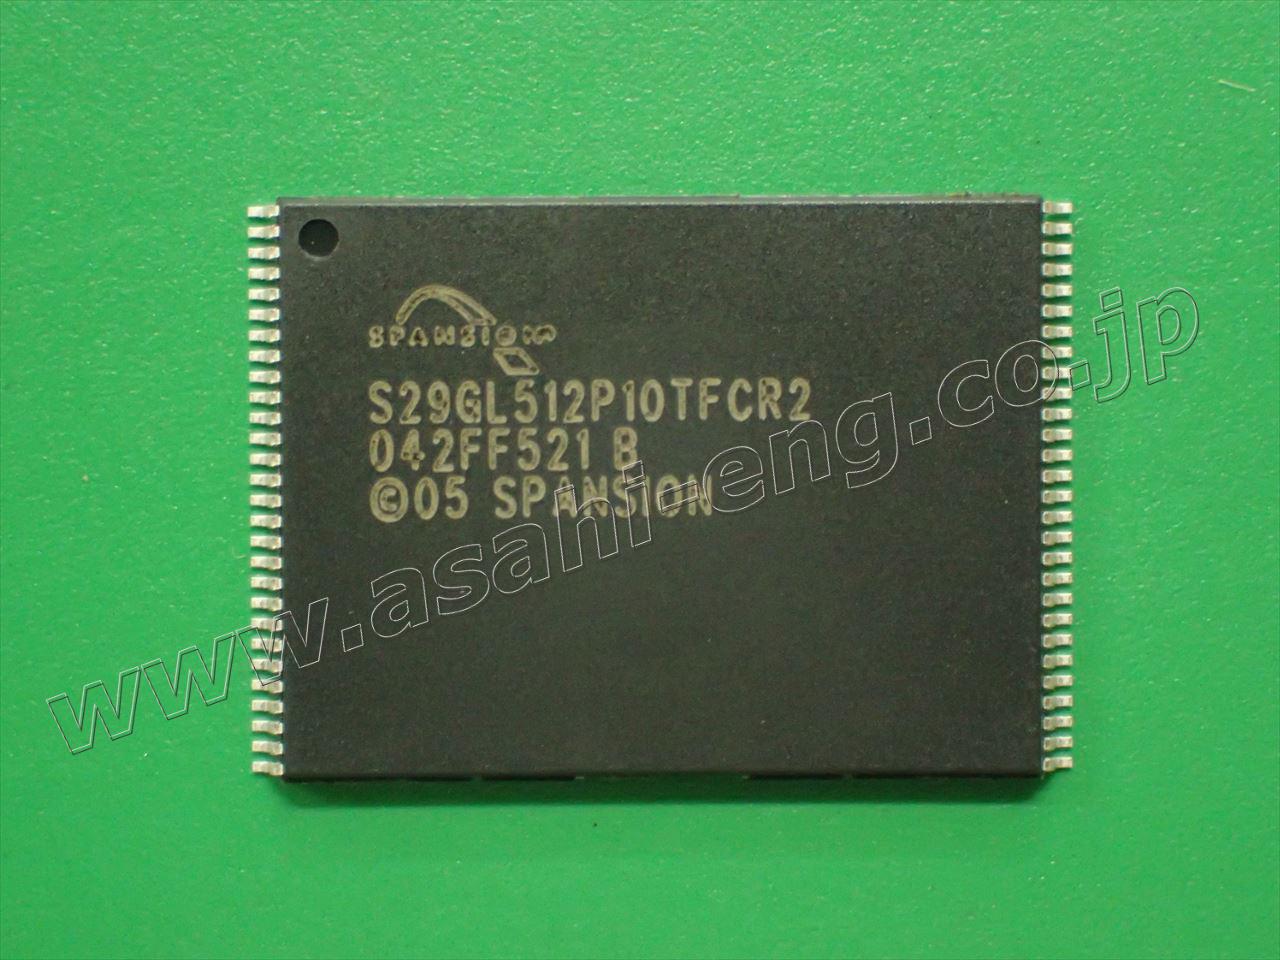 SPANSION
S29GL512P10TFCR2
042FF521 B
©05 SPANSION
www.asahi-eng.co.jp